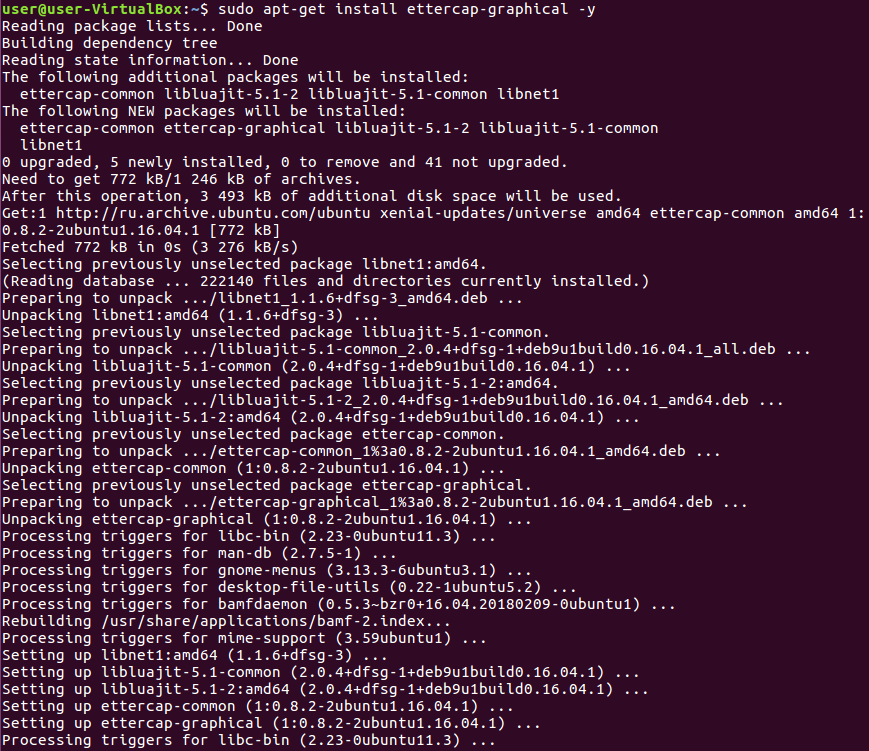 user@user-VirtualBox:~$ sudo apt-get install ettercap-graphical -y
Reading package lists... Done
Building dependency tree
Reading state information... Done
The following additional packages will be installed:
  ettercap-common libluajit-5.1-2 libluajit-5.1-common libnet1
The following NEW packages will be installed:
  ettercap-common ettercap-graphical libluajit-5.1-2 libluajit-5.1-common
  libnet1
0 upgraded, 5 newly installed, 0 to remove and 41 not upgraded.
Need to get 772 kB/1 246 kB of archives.
After this operation, 3 493 kB of additional disk space will be used.
Get:1 http://ru.archive.ubuntu.com/ubuntu xenial-updates/universe amd64 ettercap-common amd64 1:
0.8.2-2ubuntu1.16.04.1 [772 kB]
Fetched 772 kB in 0s (3 276 kB/s)
Selecting previously unselected package libnet1:amd64.
(Reading database ... 222140 files and directories currently installed.)
Preparing to unpack .../libnet1_1.1.6+dfsg-3_amd64.deb ...
Unpacking libnet1:amd64 (1.1.6+dfsg-3) ...
Selecting previously unselected package libluajit-5.1-common.
Preparing to unpack .../libluajit-5.1-common_2.0.4+dfsg-1+deb9u1build0.16.04.1_all.deb ...
Unpacking libluajit-5.1-common (2.0.4+dfsg-1+deb9u1build0.16.04.1) ...
Selecting previously unselected package libluajit-5.1-2:amd64.
Preparing to unpack .../libluajit-5.1-2_2.0.4+dfsg-1+deb9u1build0.16.04.1_amd64.deb ...
Unpacking libluajit-5.1-2:amd64 (2.0.4+dfsg-1+deb9u1build0.16.04.1) ...
Selecting previously unselected package ettercap-common.
Preparing to unpack .../ettercap-common_1%3a0.8.2-2ubuntu1.16.04.1_amd64.deb ...
Unpacking ettercap-common (1:0.8.2-2ubuntu1.16.04.1) ...
Selecting previously unselected package ettercap-graphical.
Preparing to unpack .../ettercap-graphical_1%3a0.8.2-2ubuntu1.16.04.1_amd64.deb ...
Unpacking ettercap-graphical (1:0.8.2-2ubuntu1.16.04.1) ...
Processing triggers for libc-bin (2.23-0ubuntu11.3) ...
Processing triggers for man-db (2.7.5-1) ...
Processing triggers for gnome-menus (3.13.3-6ubuntu3.1) ...
Processing triggers for desktop-file-utils (0.22-1ubuntu5.2) ...
Processing triggers for bamfdaemon (0.5.3~bzr0+16.04.20180209-0ubuntu1) ...
Rebuilding /usr/share/applications/bamf-2.index...
Processing triggers for mime-support (3.59ubuntu1) ...
Setting up libnet1:amd64 (1.1.6+dfsg-3) ...
Setting up libluajit-5.1-common (2.0.4+dfsg-1+deb9u1build0.16.04.1) ...
Setting up libluajit-5.1-2:amd64 (2.0.4+dfsg-1+deb9u1build0.16.04.1) ...
Setting up ettercap-common (1:0.8.2-2ubuntu1.16.04.1) ...
Setting up ettercap-graphical (1:0.8.2-2ubuntu1.16.04.1) ...
Processing triggers for libc-bin (2.23-0ubuntu11.3) ...